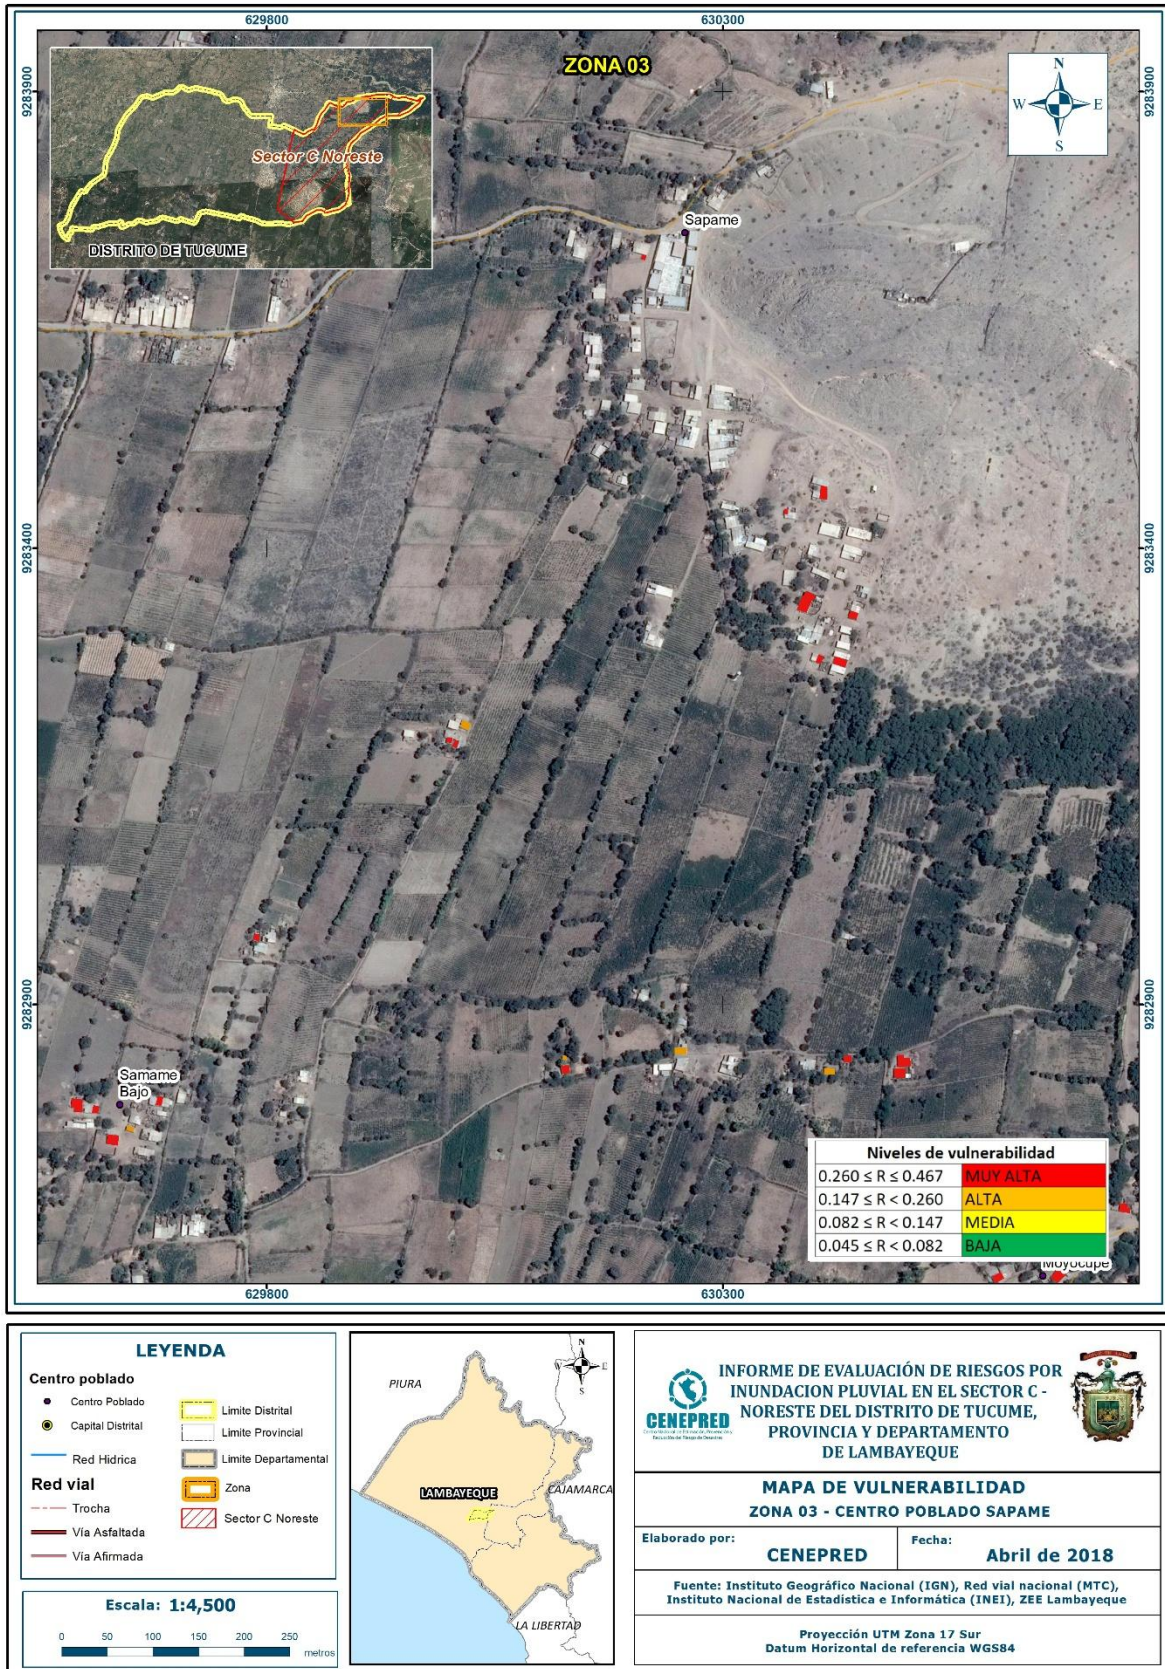 629800
630300
ZONA 03
9283900
9283900
N
W
E
S
Sector C Noreste
DISTRITO DE TUCUME
Sapame
9283400
9283400
9282900
9282900
Samame
Bajo
Niveles de vulnerabilidad
0.260 ≤ R ≤ 0.467 MUY ALTA
0.147 ≤ R < 0.260 ALTA
0.082 ≤ R < 0.147 MEDIA
0.045 ≤ R < 0.082 BAJA
Moyocupe
629800
630300
LEYENDA
Centro poblado
Centro Poblado
Capital Distrital
Red Hidrica
Red vial
Trocha
Vía Asfaltada
Vía Afirmada
Limite Distrital
Limite Provincial
Limite Departamental
Zona
Sector C Noreste
Escala: 1:4,500
0 50 100 150 200 250
metros
PIURA
N
E
S
LAMBAYEQUE
CAJAMARCA
LA LIBERTAD
CENEPRED
INFORME DE EVALUACIÓN DE RIESGOS POR
INUNDACION PLUVIAL EN EL SECTOR C -
NORESTE DEL DISTRITO DE TUCUME,
PROVINCIA Y DEPARTAMENTO
DE LAMBAYEQUE
MAPA DE VULNERABILIDAD
ZONA 03 - CENTRO POBLADO SAPAME
Elaborado por:
CENEPRED
Fecha:
Abril de 2018
Fuente: Instituto Geográfico Nacional (IGN), Red vial nacional (MTC),
Instituto Nacional de Estadística e Informática (INEI), ZEE Lambayeque
Proyección UTM Zona 17 Sur
Datum Horizontal de referencia WGS84